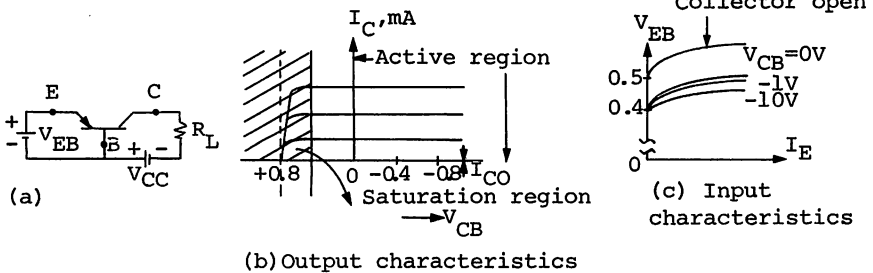 E
C
+
-
V_EB
B
+ -
V_CC
R_L
(a)
I_C, mA
Active region
+0.8
0 -0.4 -0.8
I_CO
Saturation region
V_CB
(b) Output characteristics
Collector open
V_EB
V_CB=0V
0.5
-1V
0.4
-10V
I_E
0
(c) Input
characteristics